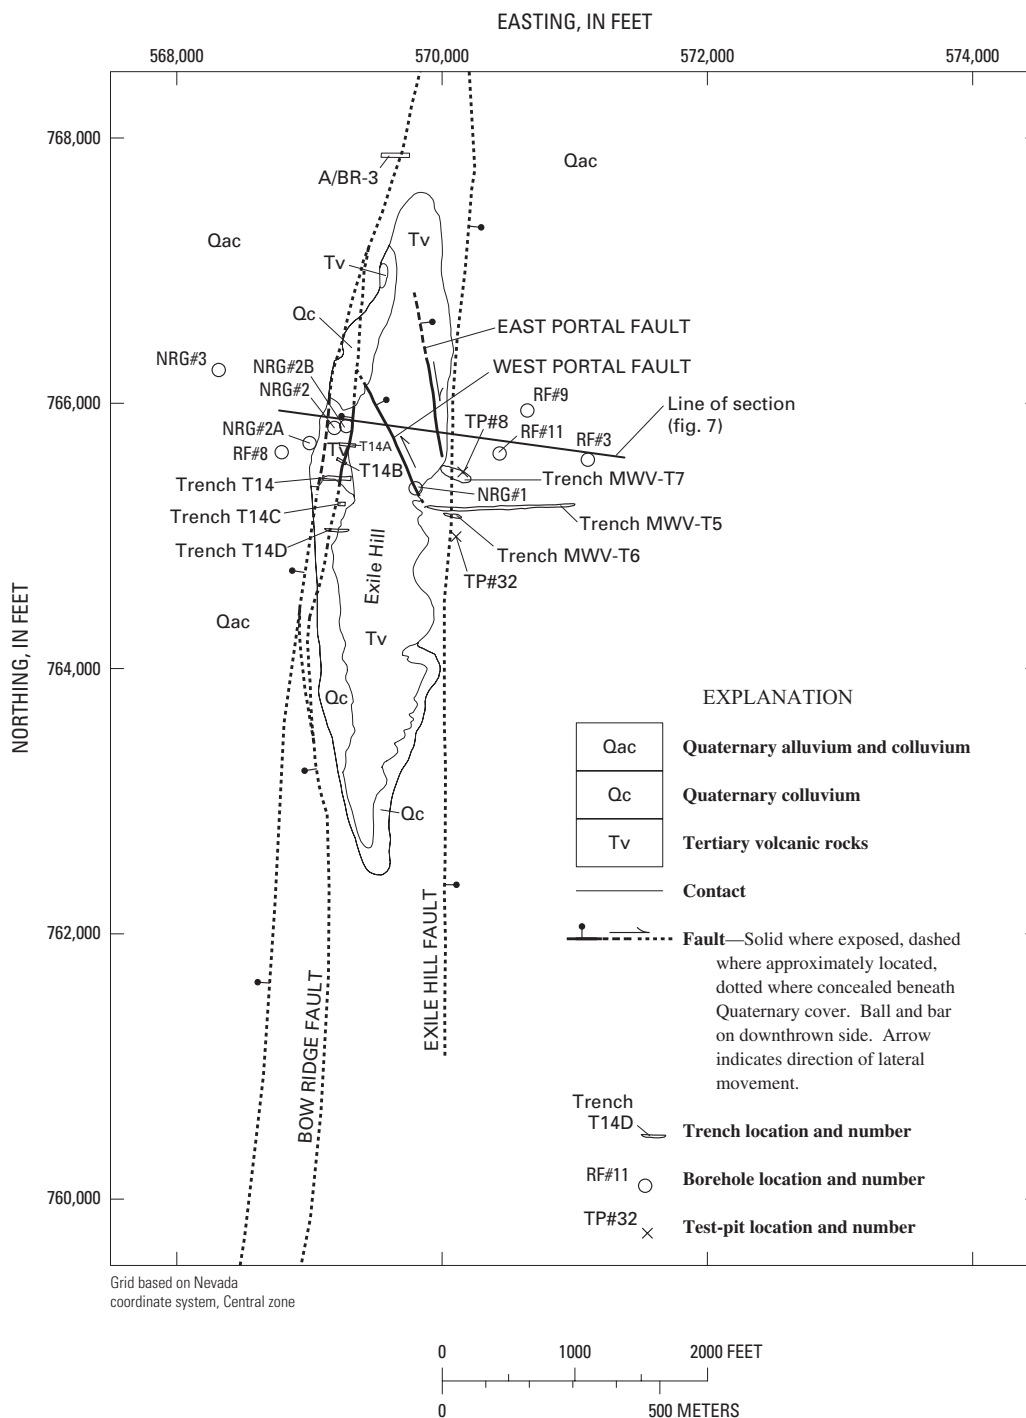 EASTING, IN FEET
568,000
570,000
572,000
574,000
768,000
A/BR-3
Qac
Qac
Tv
Tv
Qc
EAST PORTAL FAULT
NRG#3
NRG#2B
WEST PORTAL FAULT
NRG#2
RF#9
766,000
TP#8
Line of section
(fig. 7)
NRG#2A
RF#11
RF#3
RF#8
Tv
T14A
T14B
Trench T14
NRG#1
Trench MWV-T7
Trench T14C
Trench MWV-T5
Trench T14D
Trench MWV-T6
TP#32
Exile Hill
Qac
Tv
NORTHING, IN FEET
764,000
Qc
Qc
762,000
BOW RIDGE FAULT
EXILE HILL FAULT
760,000
EXPLANATION
Qac
Quaternary alluvium and colluvium
Qc
Quaternary colluvium
Tv
Tertiary volcanic rocks
Contact
Fault—Solid where exposed, dashed
where approximately located,
dotted where concealed beneath
Quaternary cover. Ball and bar
on downthrown side. Arrow
indicates direction of lateral
movement.
Trench
T14D
Trench location and number
RF#11
Borehole location and number
TP#32
Test-pit location and number
Grid based on Nevada
coordinate system, Central zone
0
1000
2000 FEET
0
500 METERS